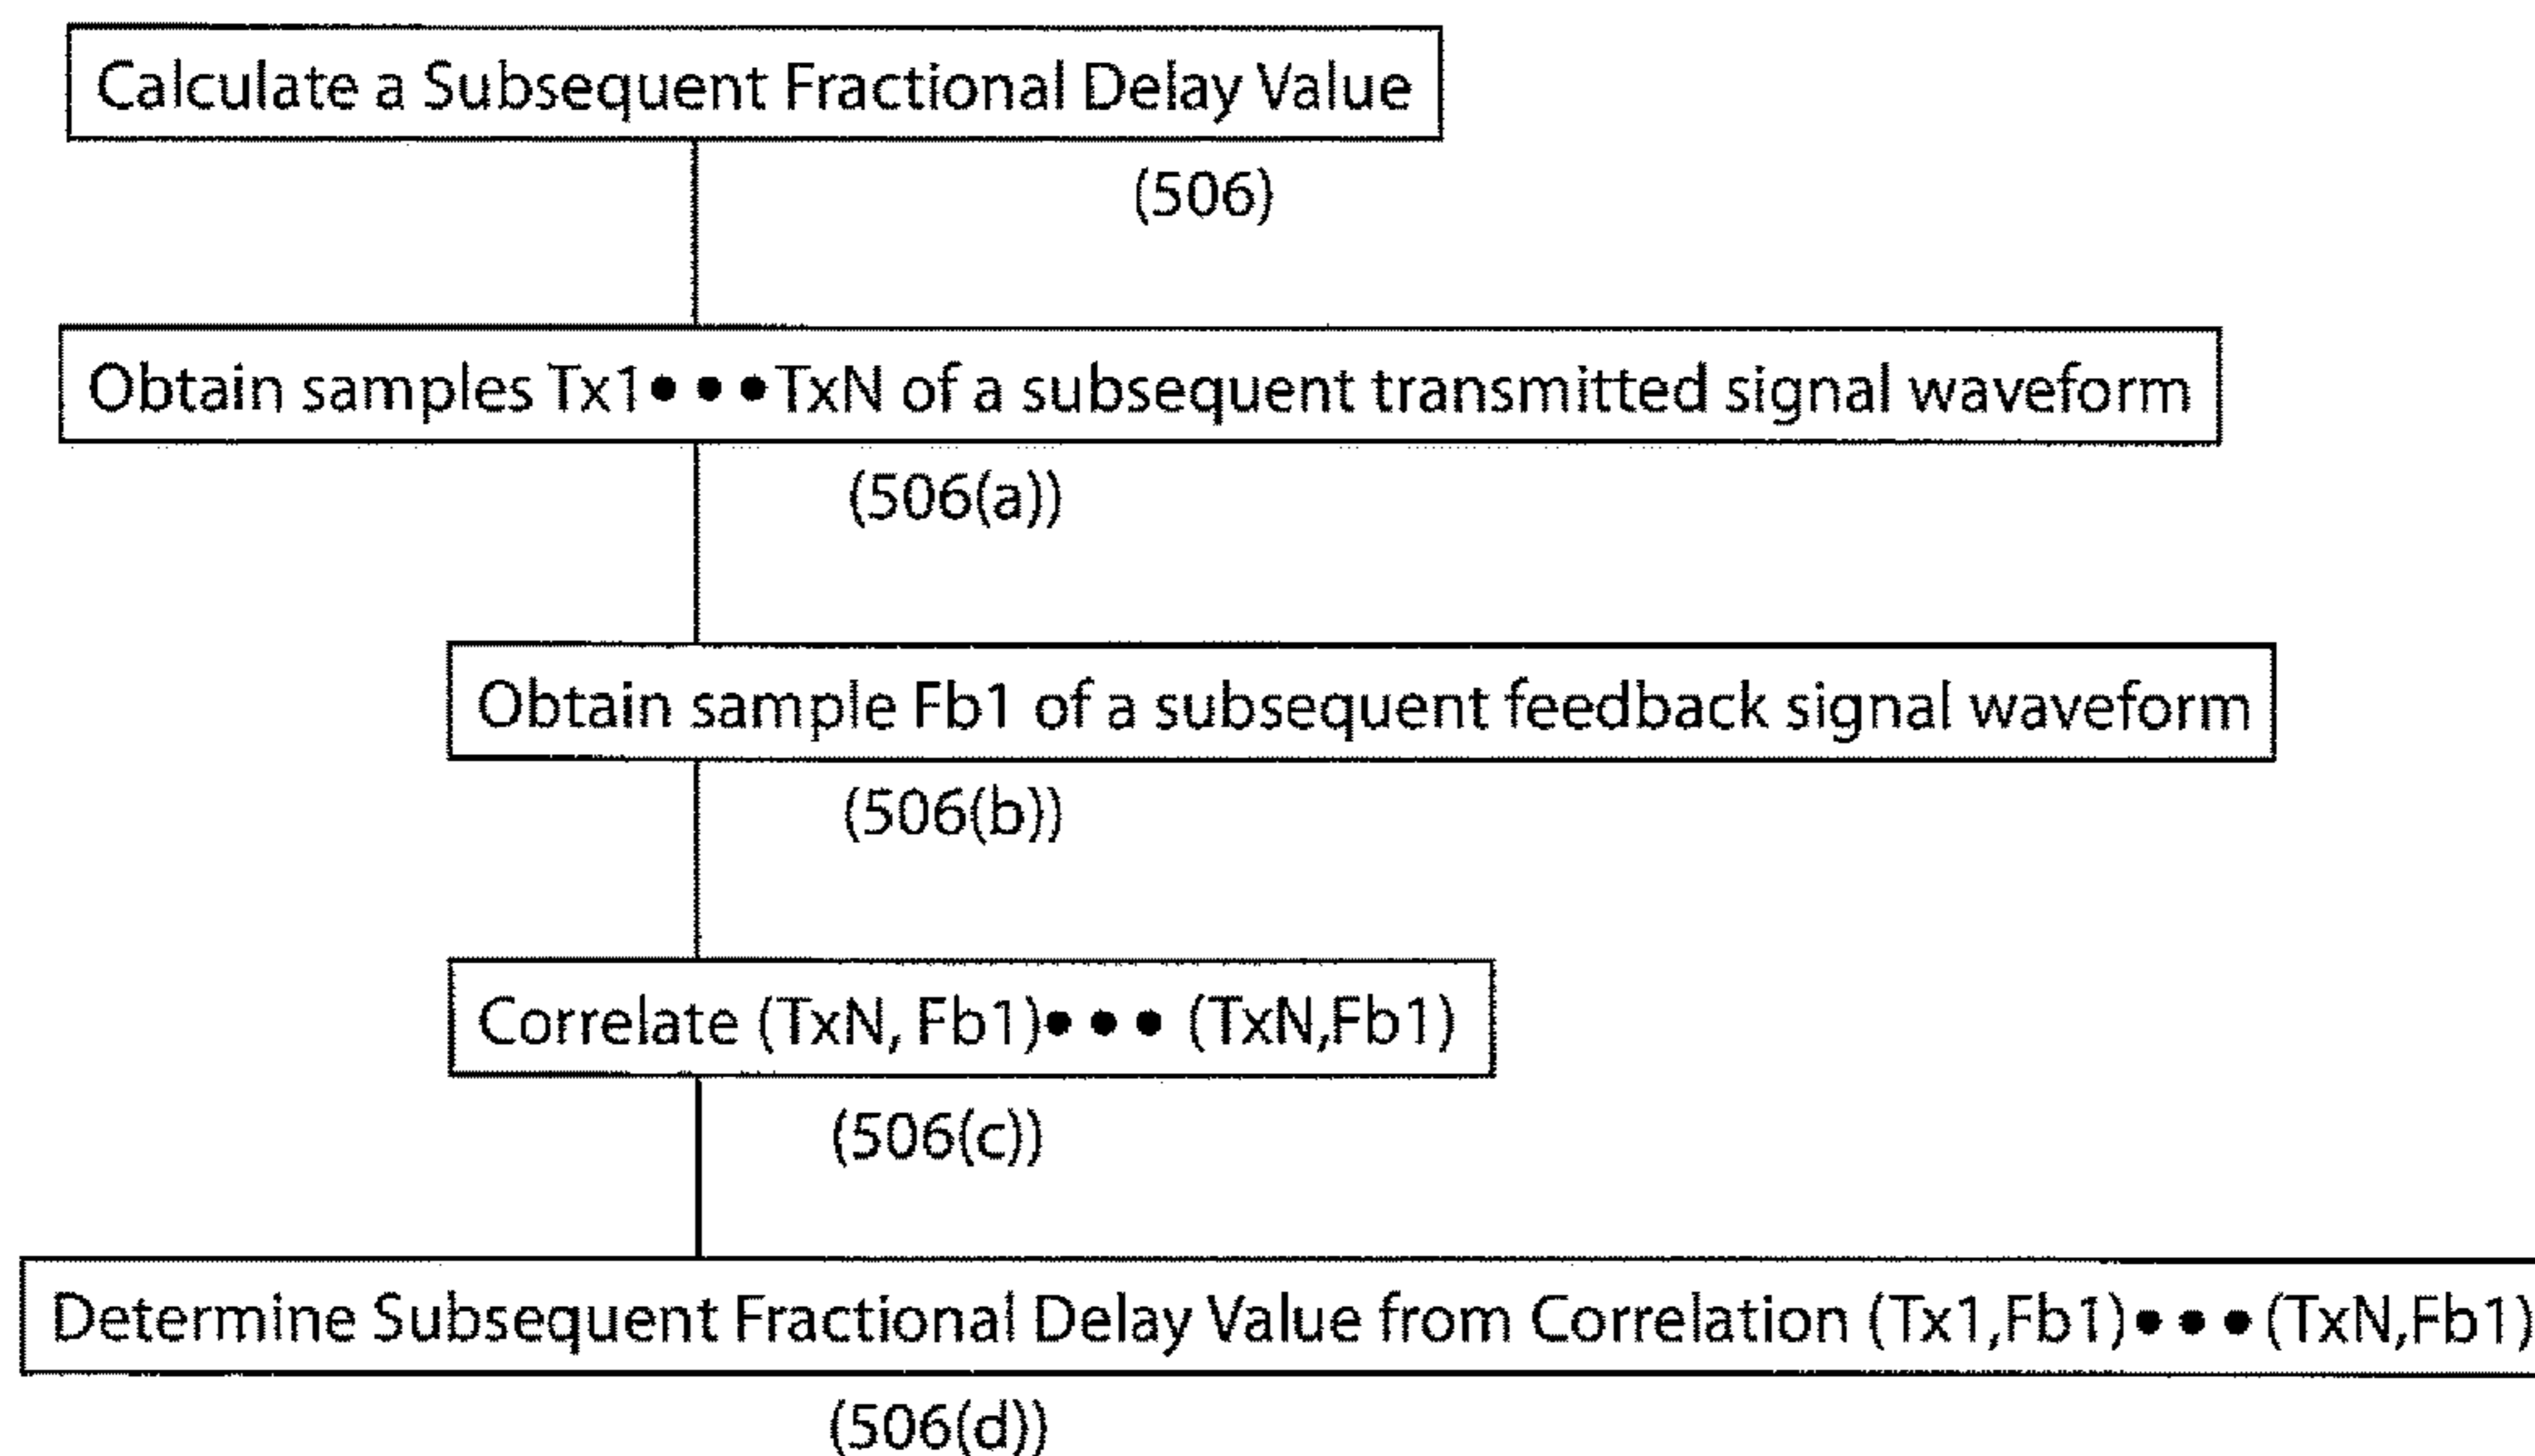 Calculate a Subsequent Fractional Delay Value
(506)
Obtain samples Tx1•••TxN of a subsequent transmitted signal waveform
(506(a))
Obtain sample Fb1 of a subsequent feedback signal waveform
(506(b))
Correlate (TxN, Fb1)••• (TxN,Fb1)
(506(c))
Determine Subsequent Fractional Delay Value from Correlation (Tx1,Fb1)•••(TxN,Fb1)
(506(d))